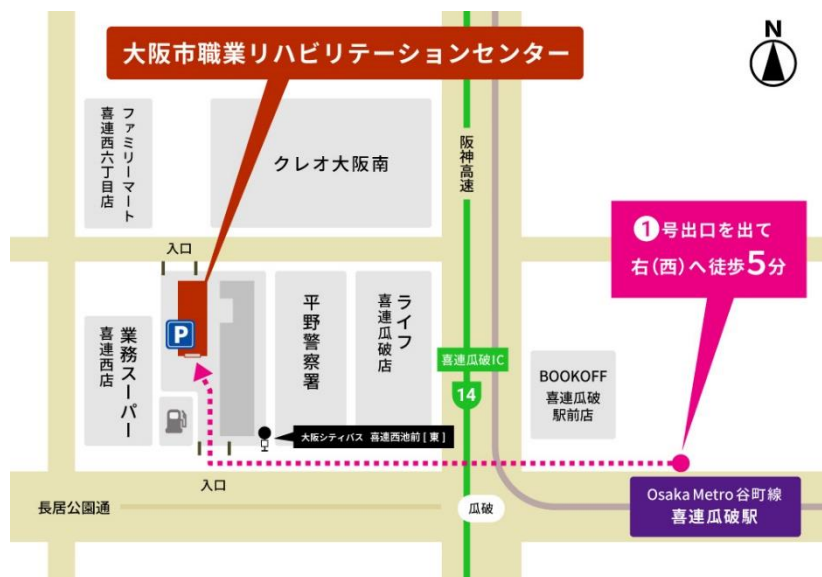 N
大阪市職業リハビリテーションセンター
ファミリーマート
喜連西六丁目店
クレオ大阪南
阪神高速
1号出口を出て
右(西)へ徒歩5分
入口
P
業務スーパー
喜連西店
平野警察署
ライフ
喜連瓜破店
喜連瓜破IC
14
BOOKOFF
喜連瓜破
駅前店
大阪シティバス 喜連西池前[東]
入口
長居公園通
瓜破
Osaka Metro 谷町線
喜連瓜破駅